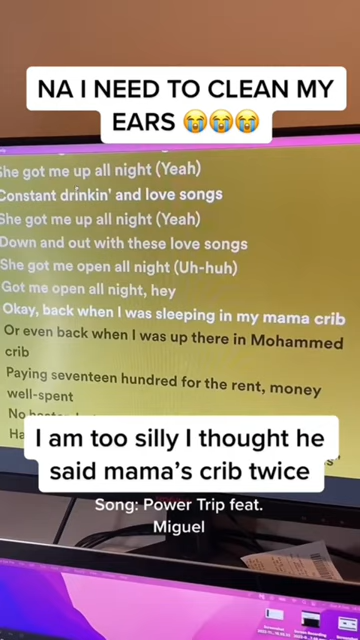 NA I NEED TO CLEAN MY
EARS 😭😭😭
She got me up all night (Yeah)
Constant drinkin' and love songs
She got me up all night (Yeah)
Down and out with these love songs
She got me open all night (Uh-huh)
Got me open all night, hey
Okay, back when I was sleeping in my mama crib
Or even back when I was up there in Mohammed
crib
Paying seventeen hundred for the rent, money
well-spent
No
Ha
I am too silly I thought he
said mama's crib twice
Song: Power Trip feat.
Miguel